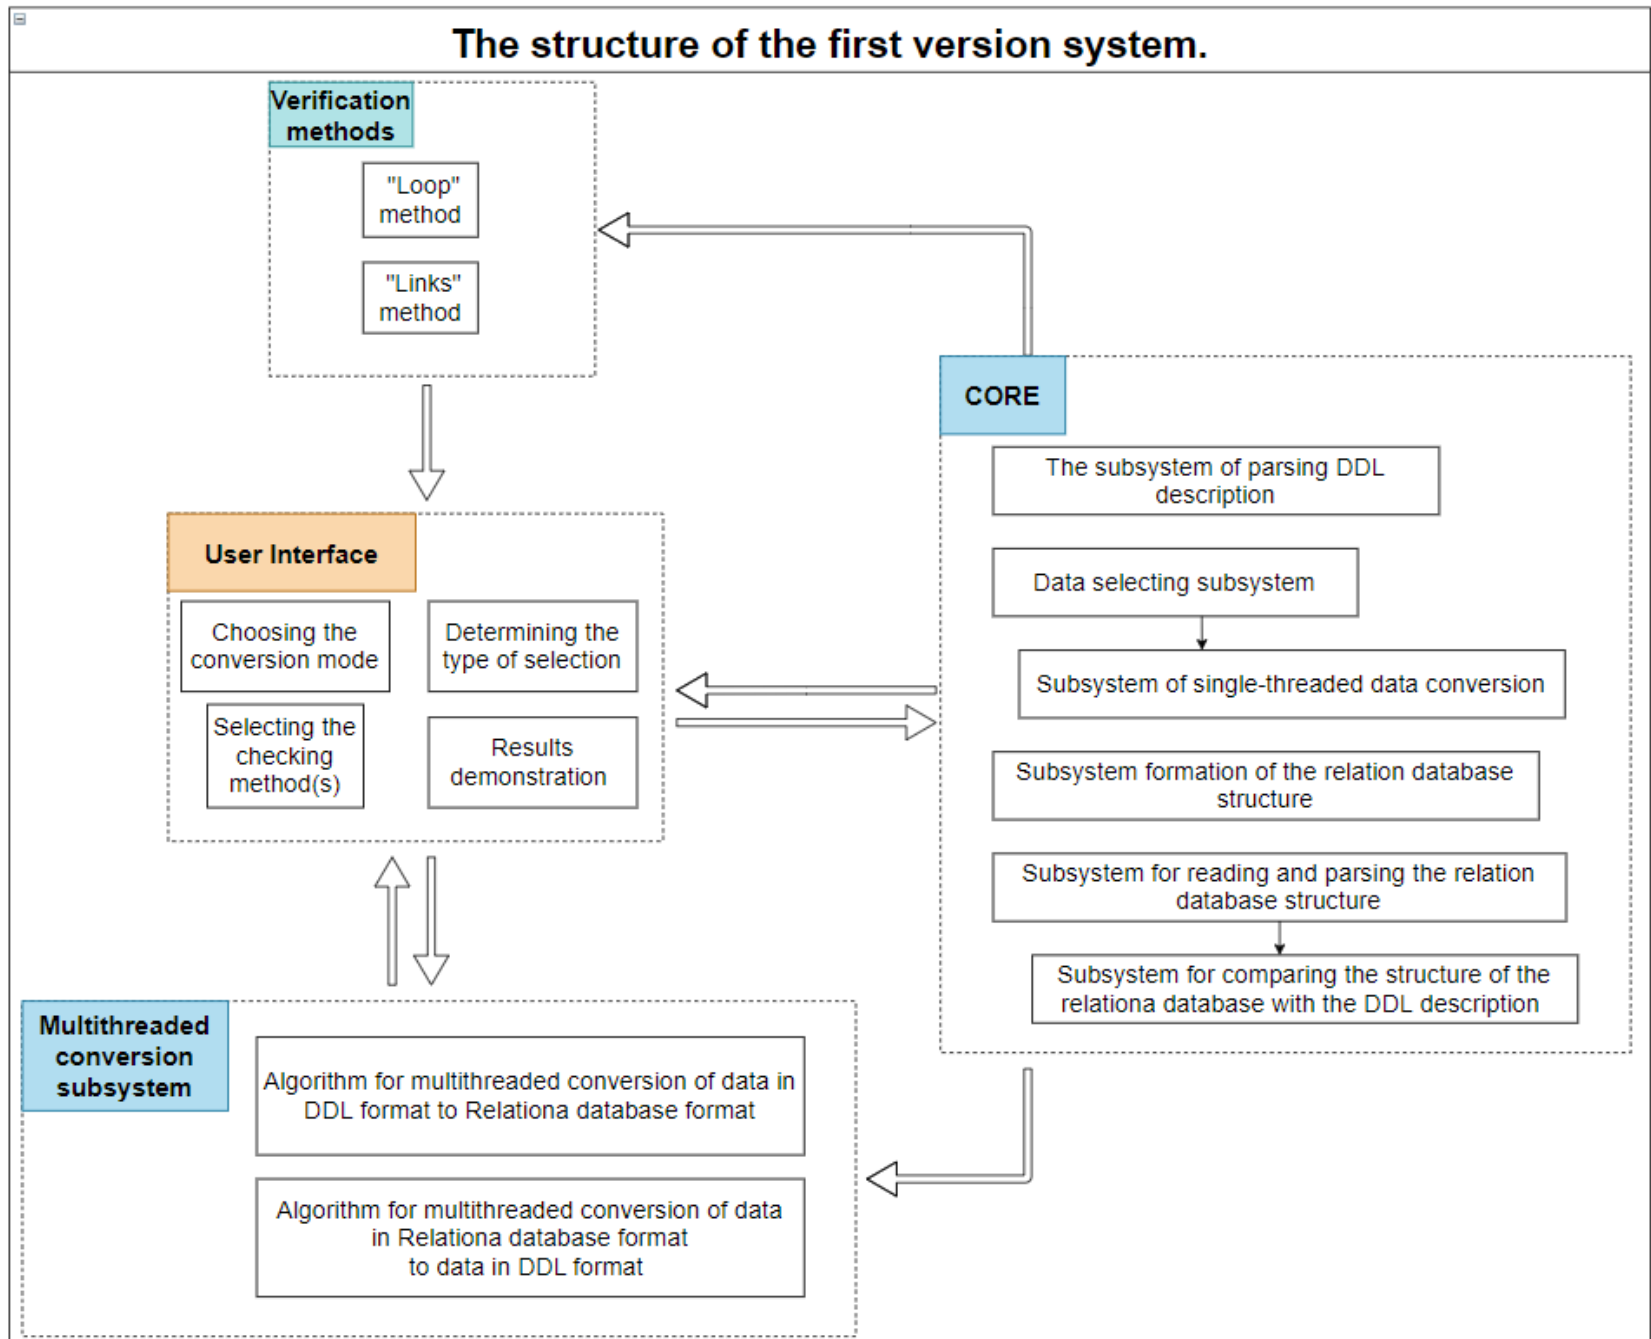 The structure of the first version system.
Verification
methods
"Loop"
method
"Links"
method
CORE
The subsystem of parsing DDL
description
Data selecting subsystem
Subsystem of single-threaded data conversion
Subsystem formation of the relation database
structure
Subsystem for reading and parsing the relation
database structure
Subsystem for comparing the structure of the
relationa database with the DDL description
User Interface
Choosing the
conversion mode
Determining the
type of selection
Selecting the
checking
method(s)
Results
demonstration
Multithreaded
conversion
subsystem
Algorithm for multithreaded conversion of data in
DDL format to Relationa database format
Algorithm for multithreaded conversion of data
in Relationa database format
to data in DDL format